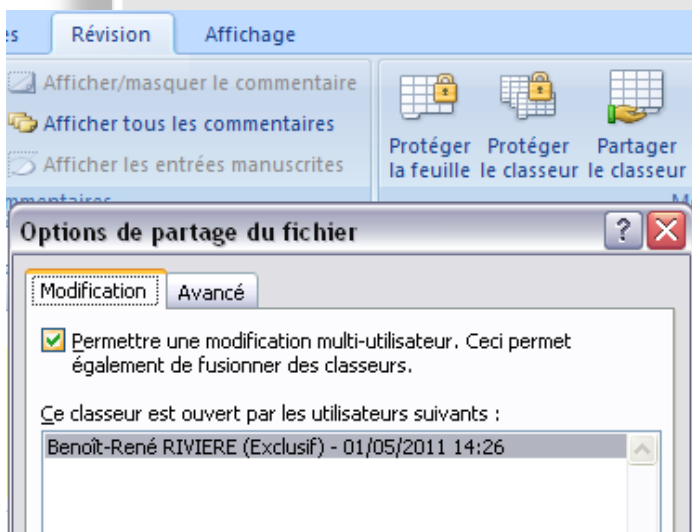 Révision Affichage
Afficher/masquer le commentaire
Afficher tous les commentaires
Afficher les entrées manuscrites
Protéger la feuille
Protéger le classeur
Partager le classeur
Options de partage du fichier
Modification Avancé
Permettre une modification multi-utilisateur. Ceci permet
également de fusionner des classeurs.
Ce classeur est ouvert par les utilisateurs suivants :
Benoît-René RIVIERE (Exclusif) - 01/05/2011 14:26